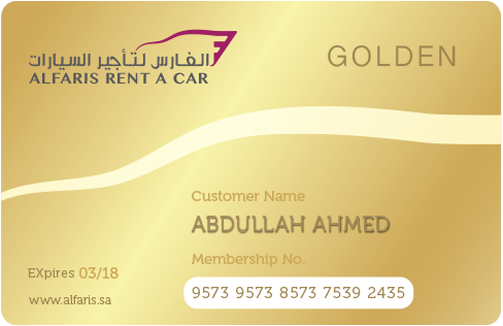 الفارس لتأجير السيارات
ALFARIS RENT A CAR
GOLDEN
Customer Name
ABDULLAH AHMED
Membership No.
EXpires 03/18
9573 9573 8573 7539 2435
www.alfaris.sa